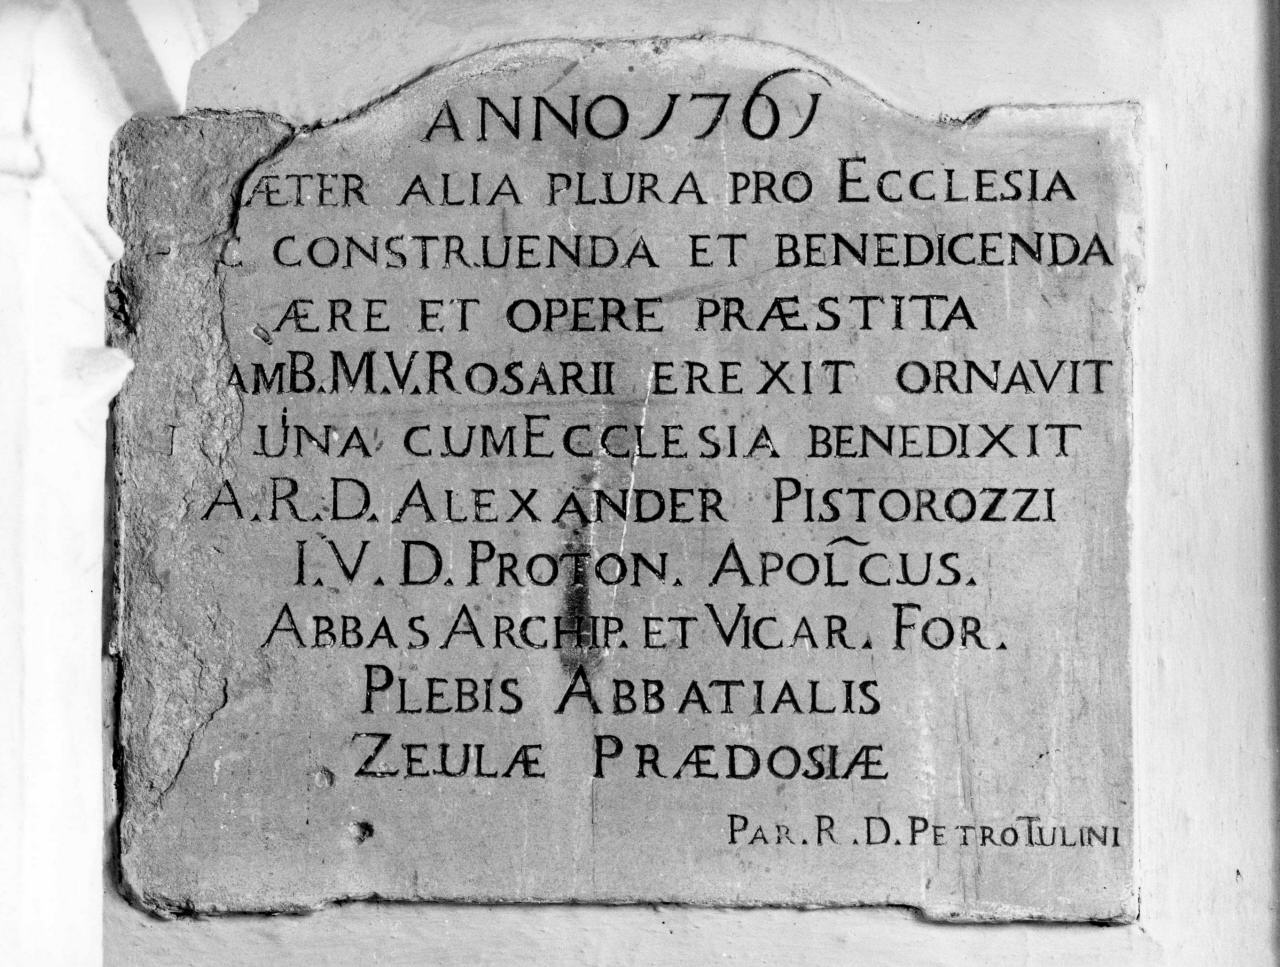 ANNO 1761
ÆTER ALIA PLURA PRO ECCLESIA
C CONSTRUENDA ET BENEDICENDA
ÆRE ET OPERE PRÆSTITA
AM B.M.V. ROSARII EREXIT ORNAVIT
UNA CUM ECCLESIA BENEDIXIT
A.R.D. ALEXANDER PISTOROZZI
I.V.D. PROTON. APOLCUS.
ABBAS ARCHIP. ET VICAR. FOR.
PLEBIS ABBATIALIS
ZEULÆ PRÆDOSIÆ
PAR. R.D. PETRO TULINI